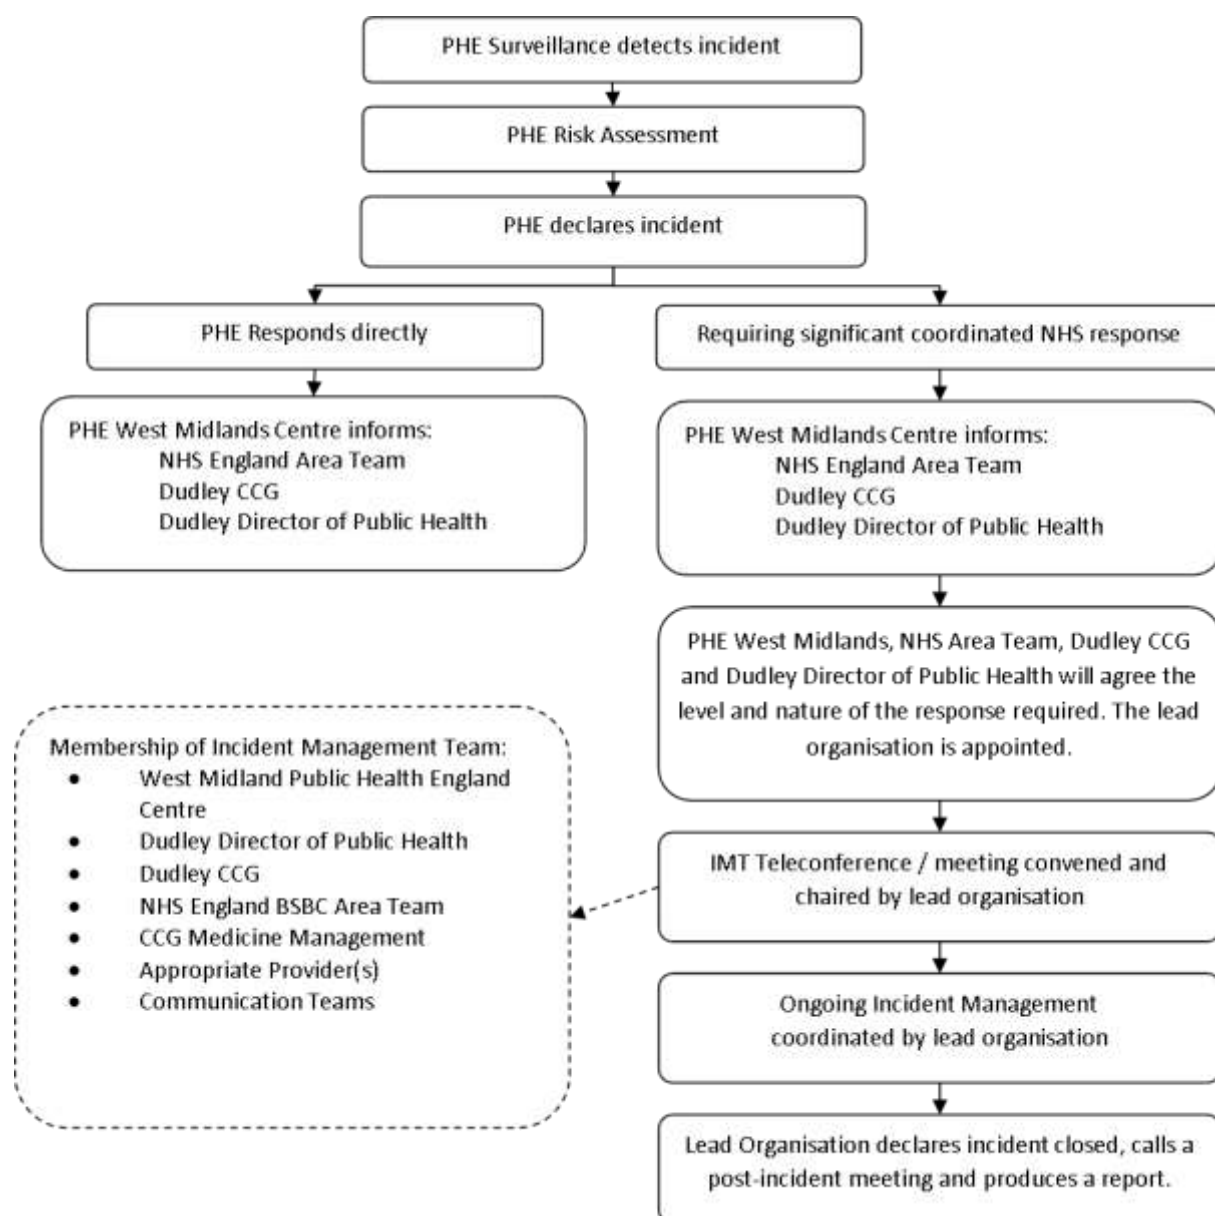 PHE Surveillance detects incident
PHE Risk Assessment
PHE declares incident
PHE Responds directly
Requiring significant coordinated NHS response
PHE West Midlands Centre informs:
NHS England Area Team
Dudley CCG
Dudley Director of Public Health
PHE West Midlands Centre informs:
NHS England Area Team
Dudley CCG
Dudley Director of Public Health
PHE West Midlands, NHS Area Team, Dudley CCG
and Dudley Director of Public Health will agree the
level and nature of the response required. The lead
organisation is appointed.
Membership of Incident Management Team:
● West Midland Public Health England
Centre
● Dudley Director of Public Health
● Dudley CCG
● NHS England BSBC Area Team
● CCG Medicine Management
● Appropriate Provider(s)
● Communication Teams
IMT Teleconference / meeting convened and
chaired by lead organisation
Ongoing Incident Management
coordinated by lead organisation
Lead Organisation declares incident closed, calls a
post-incident meeting and produces a report.